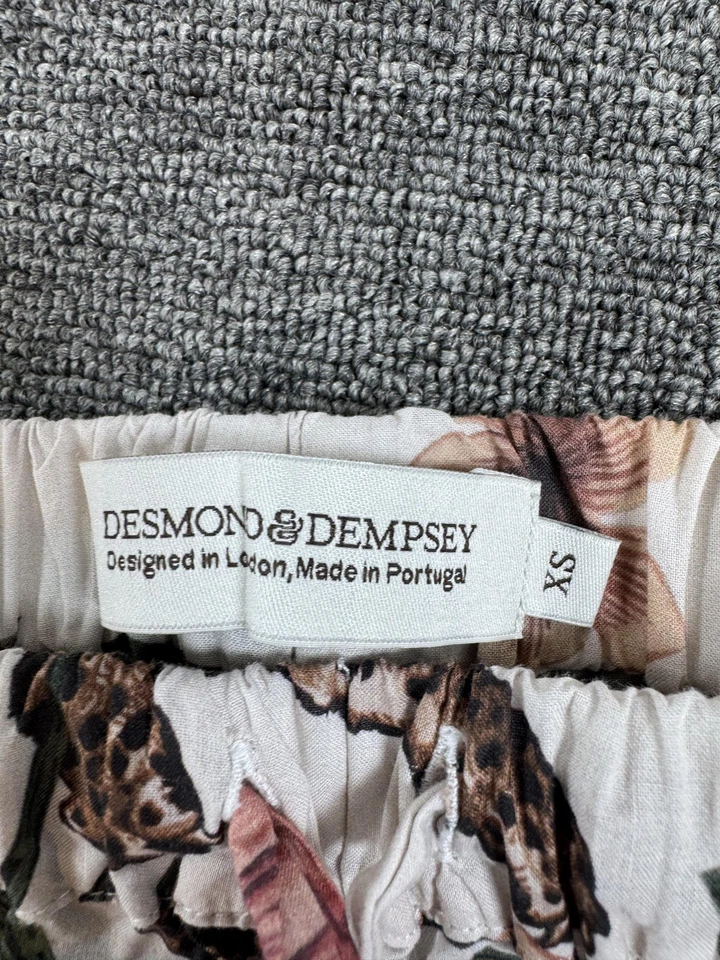 DESMOND & DEMPSEY
Designed in London, Made in Portugal
XS